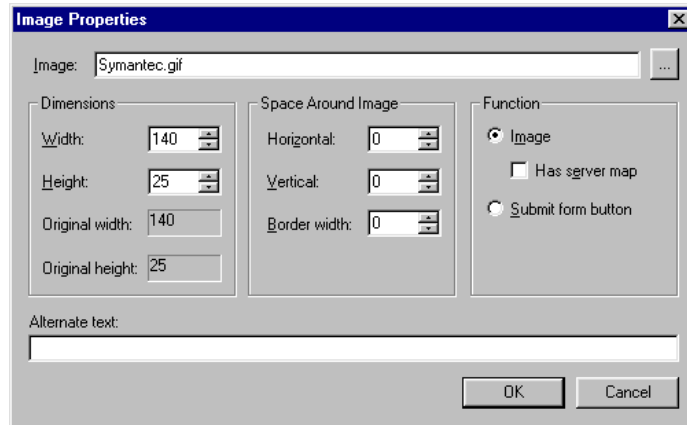 Image Properties
Image: Symantec.gif ...
Dimensions
Width: 140
Height: 25
Original width: 140
Original height: 25
Space Around Image
Horizontal: 0
Vertical: 0
Border width: 0
Function
Image
Has server map
Submit form button
Alternate text:
OK Cancel